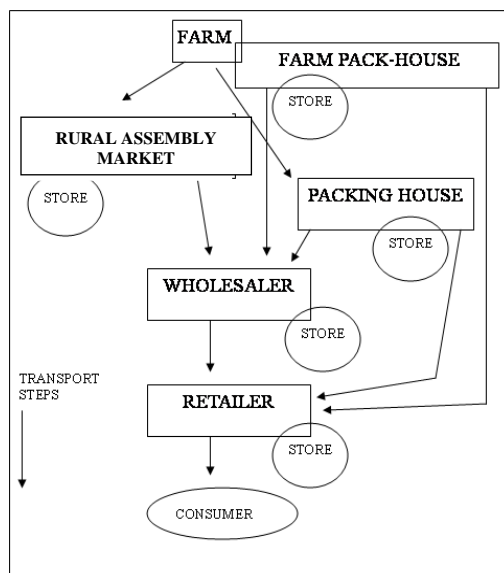 FARM
FARM PACK-HOUSE
STORE
RURAL ASSEMBLY
MARKET
STORE
PACKING HOUSE
STORE
WHOLESALER
STORE
TRANSPORT
STEPS
RETAILER
STORE
CONSUMER